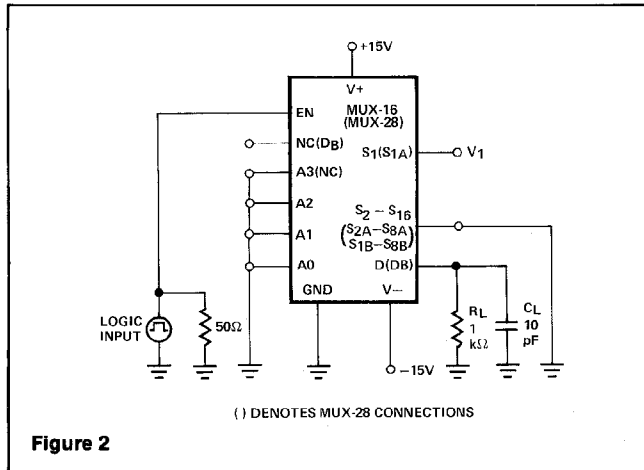 +15V
V+
MUX-16
(MUX-28)
EN
NC(DB)
A3(NC)
A2
A1
A0
GND
V−
S1(S1A)
V1
S2 – S16
(S2A–S8A)
S1B–S8B
D(DB)
LOGIC
INPUT
50Ω
RL
1
kΩ
CL
10
pF
−15V
( ) DENOTES MUX-28 CONNECTIONS
Figure 2